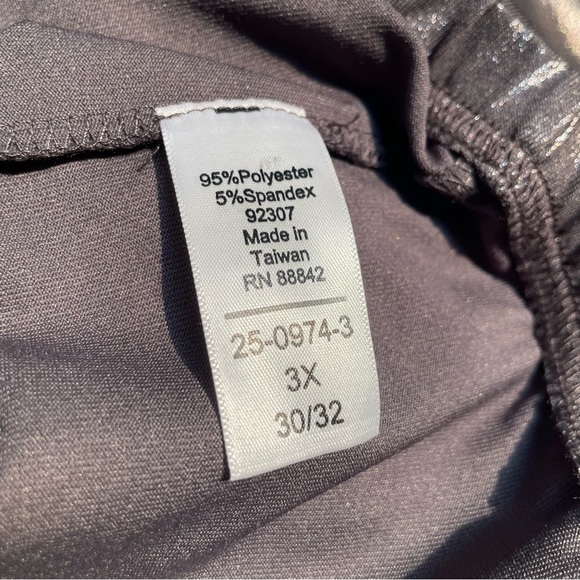 95%Polyester
5%Spandex
92307
Made in
Taiwan
RN 88842
25-0974-3
3X
30/32